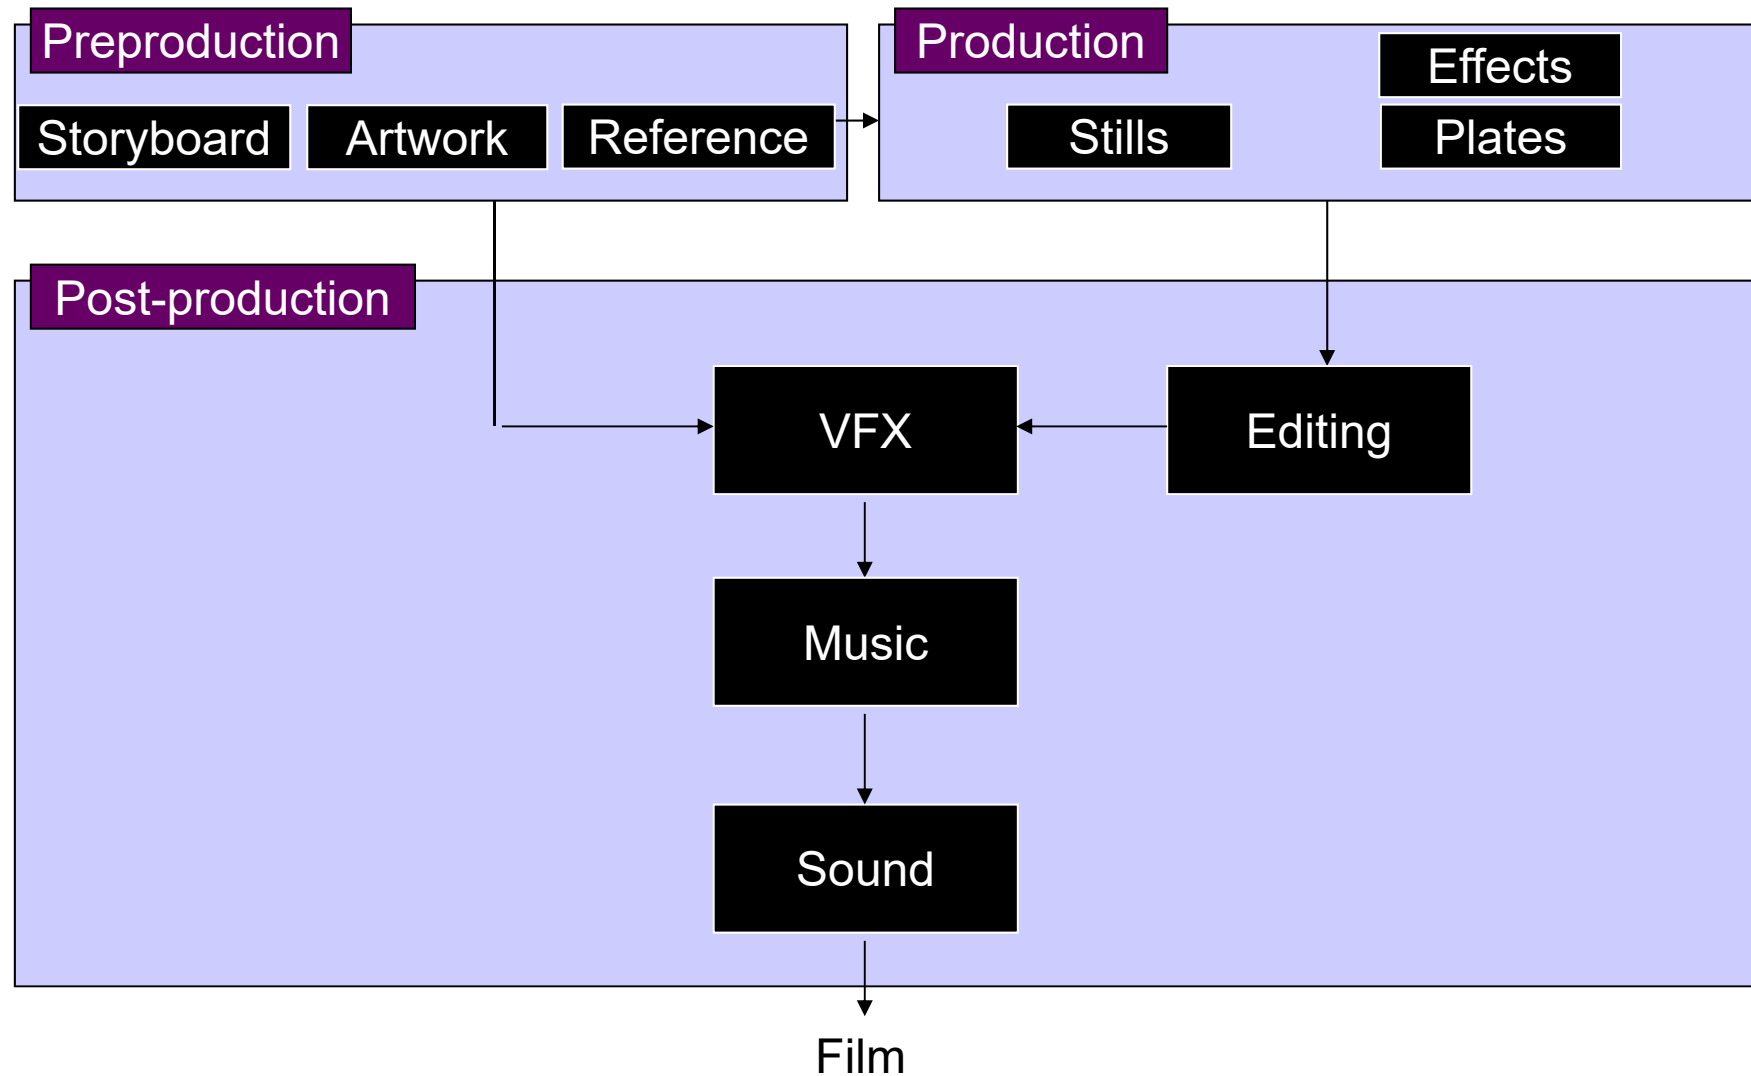 Preproduction
Storyboard
Artwork
Reference
Production
Effects
Stills
Plates
Post-production
VFX
Editing
Music
Sound
Film